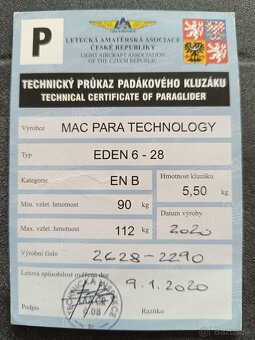 P
LETECKÁ AMATÉRSKÁ ASOCIACE
ČESKÉ REPUBLIKY
LIGHT AIRCRAFT ASSOCIATION
OF THE CZECH REPUBLIC
TECHNICKÝ PRŮKAZ PADÁKOVÉHO KLUZÁKU
TECHNICAL CERTIFICATE OF PARAGLIDER
Výrobce MAC PARA TECHNOLOGY
Typ EDEN 6 - 28
Kategorie EN B Hmotnost kluzáku
5,50 kg
Min. vzlet. hmotnost 90 kg Datum výroby
2020
Max. vzlet. hmotnost 112 kg
Výrobní číslo 2628-2290
Letová způsobilost ověřena dne 9.1.2020
Podpis Razítko